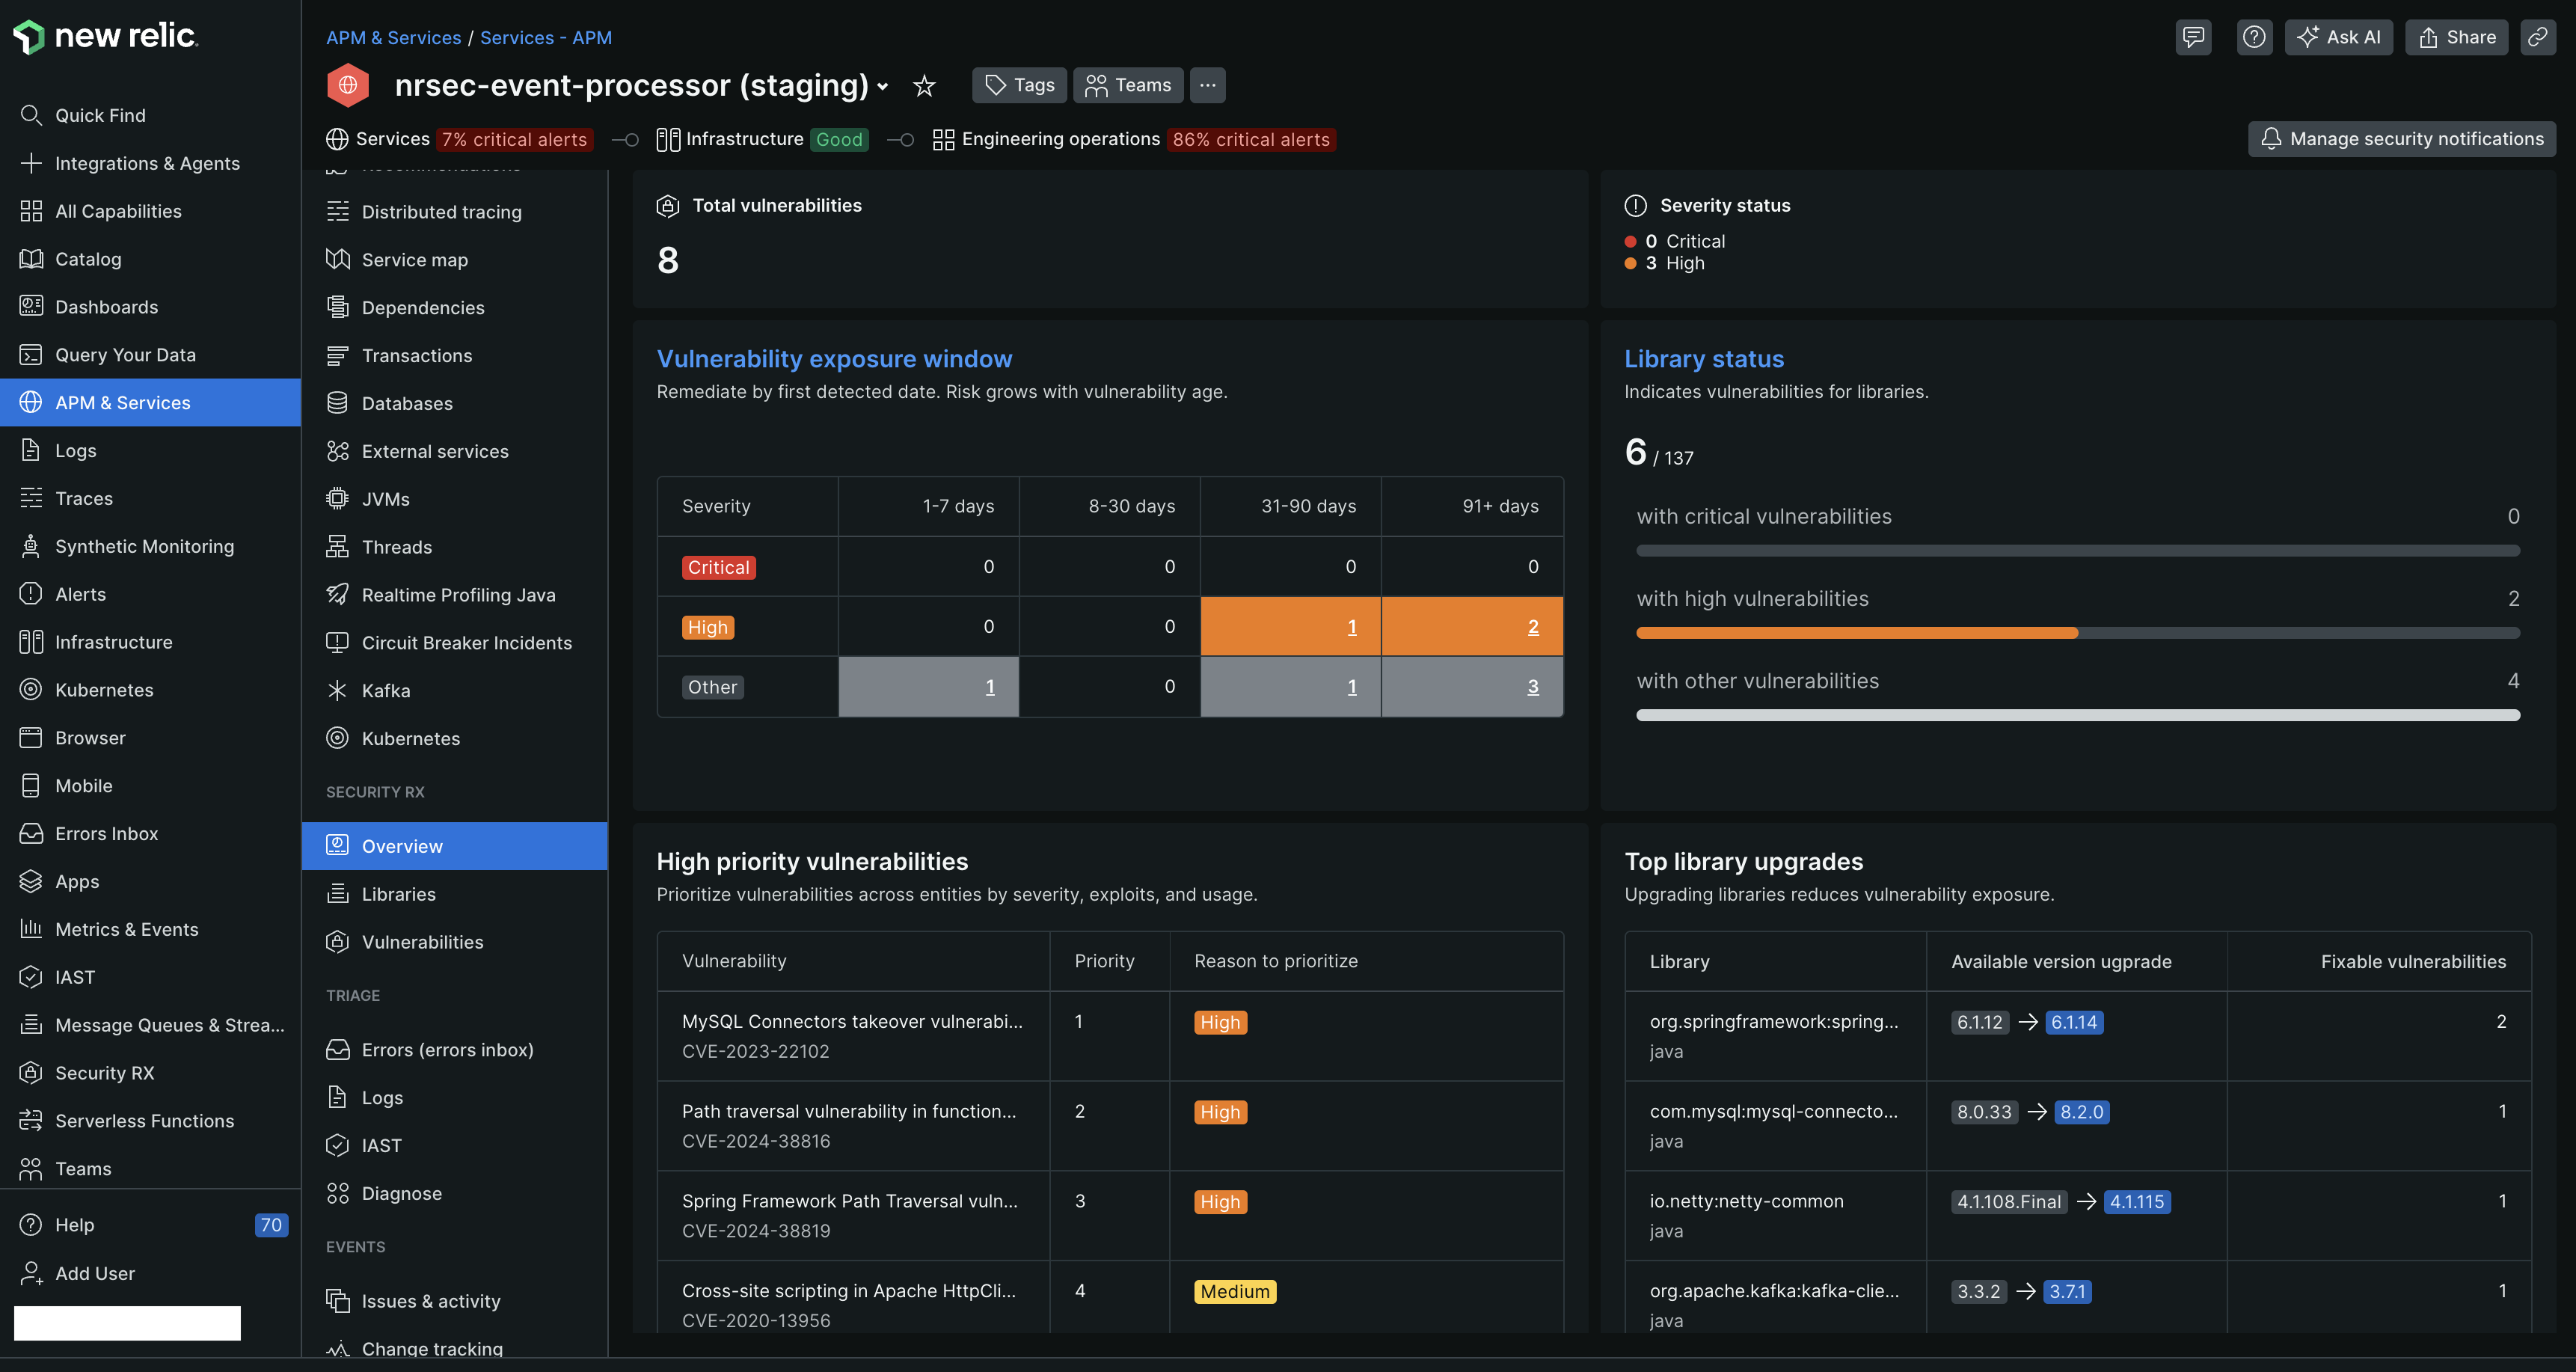 new relic
Quick Find
Integrations & Agents
All Capabilities
Catalog
Dashboards
Query Your Data
APM & Services
Logs
Traces
Synthetic Monitoring
Alerts
Infrastructure
Kubernetes
Browser
Mobile
Errors Inbox
Apps
Metrics & Events
IAST
Message Queues & Strea...
Security RX
Serverless Functions
Teams
Help 70
Add User
APM & Services / Services - APM
Ask AI Share
nrsec-event-processor (staging) Tags Teams ...
Services 7% critical alerts Infrastructure Good Engineering operations 86% critical alerts
Manage security notifications
Distributed tracing
Service map
Dependencies
Transactions
Databases
External services
JVMs
Threads
Realtime Profiling Java
Circuit Breaker Incidents
Kafka
Kubernetes
SECURITY RX
Overview
Libraries
Vulnerabilities
TRIAGE
Errors (errors inbox)
Logs
IAST
Diagnose
EVENTS
Issues & activity
Change tracking
Total vulnerabilities
8
Severity status
0 Critical
3 High
Vulnerability exposure window
Remediate by first detected date. Risk grows with vulnerability age.
Severity 1-7 days 8-30 days 31-90 days 91+ days
Critical 0 0 0 0
High 0 0 1 2
Other 1 0 1 3
Library status
Indicates vulnerabilities for libraries.
6 / 137
with critical vulnerabilities 0
with high vulnerabilities 2
with other vulnerabilities 4
High priority vulnerabilities
Prioritize vulnerabilities across entities by severity, exploits, and usage.
Vulnerability Priority Reason to prioritize
MySQL Connectors takeover vulnerabi... 1 High
CVE-2023-22102
Path traversal vulnerability in function... 2 High
CVE-2024-38816
Spring Framework Path Traversal vuln... 3 High
CVE-2024-38819
Cross-site scripting in Apache HttpCli... 4 Medium
CVE-2020-13956
Top library upgrades
Upgrading libraries reduces vulnerability exposure.
Library Available version ugprade Fixable vulnerabilities
org.springframework:spring... 6.1.12 → 6.1.14 2
java
com.mysql:mysql-connecto... 8.0.33 → 8.2.0 1
java
io.netty:netty-common 4.1.108.Final → 4.1.115 1
java
org.apache.kafka:kafka-clie... 3.3.2 → 3.7.1 1
java